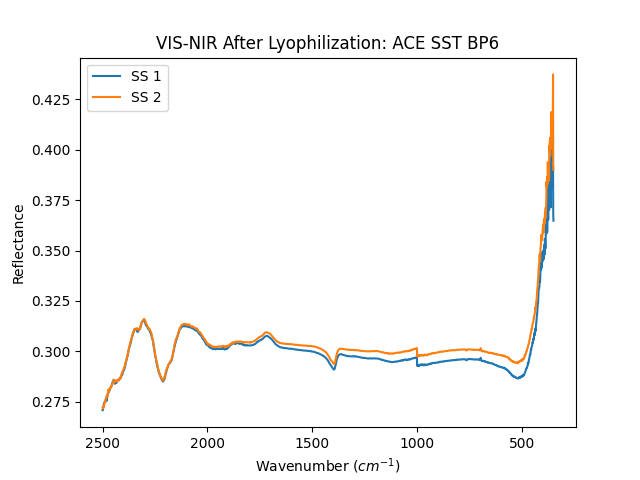 VIS-NIR After Lyophilization: ACE SST BP6
SS 1
SS 2
0.425
0.400
0.375
0.350
0.325
0.300
0.275
Reflectance
2500 2000 1500 1000 500
Wavenumber (cm⁻¹)